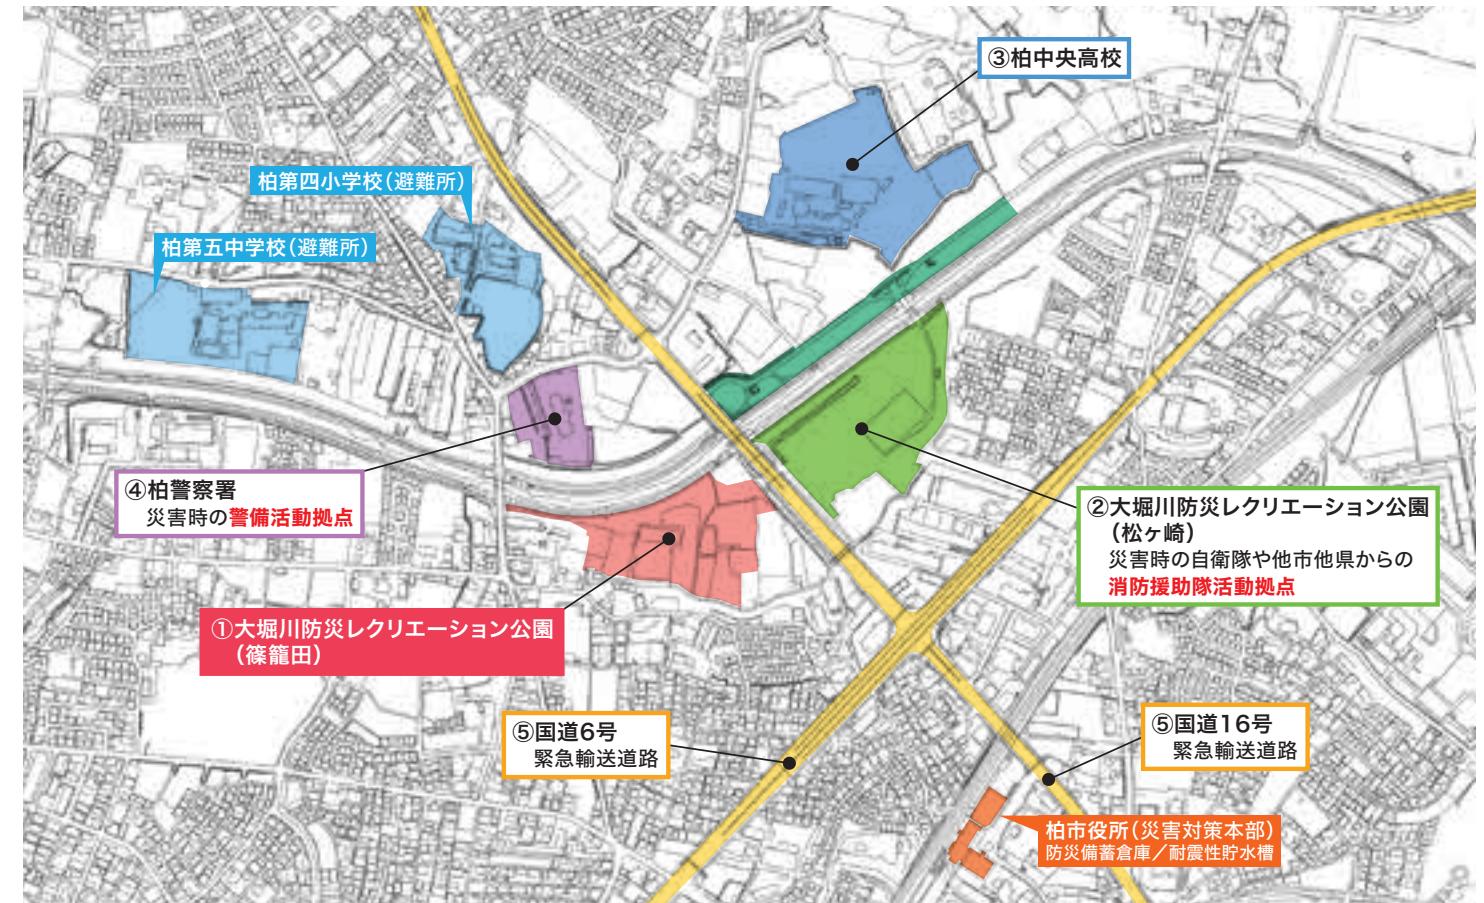 ③柏中央高校
柏第四小学校(避難所)
柏第五中学校(避難所)
④柏警察署
災害時の警備活動拠点
②大堀川防災レクリエーション公園
(松ヶ崎)
災害時の自衛隊や他市他県からの
消防援助隊活動拠点
①大堀川防災レクリエーション公園
(篠籠田)
⑤国道6号
緊急輸送道路
⑤国道16号
緊急輸送道路
柏市役所(災害対策本部)
防災備蓄倉庫/耐震性貯水槽